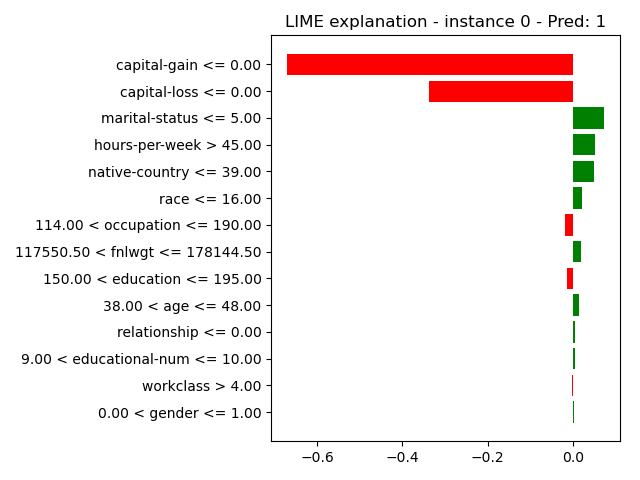 LIME explanation - instance 0 - Pred: 1
capital-gain <= 0.00
capital-loss <= 0.00
marital-status <= 5.00
hours-per-week > 45.00
native-country <= 39.00
race <= 16.00
114.00 < occupation <= 190.00
117550.50 < fnlwgt <= 178144.50
150.00 < education <= 195.00
38.00 < age <= 48.00
relationship <= 0.00
9.00 < educational-num <= 10.00
workclass > 4.00
0.00 < gender <= 1.00
−0.6 −0.4 −0.2 0.0